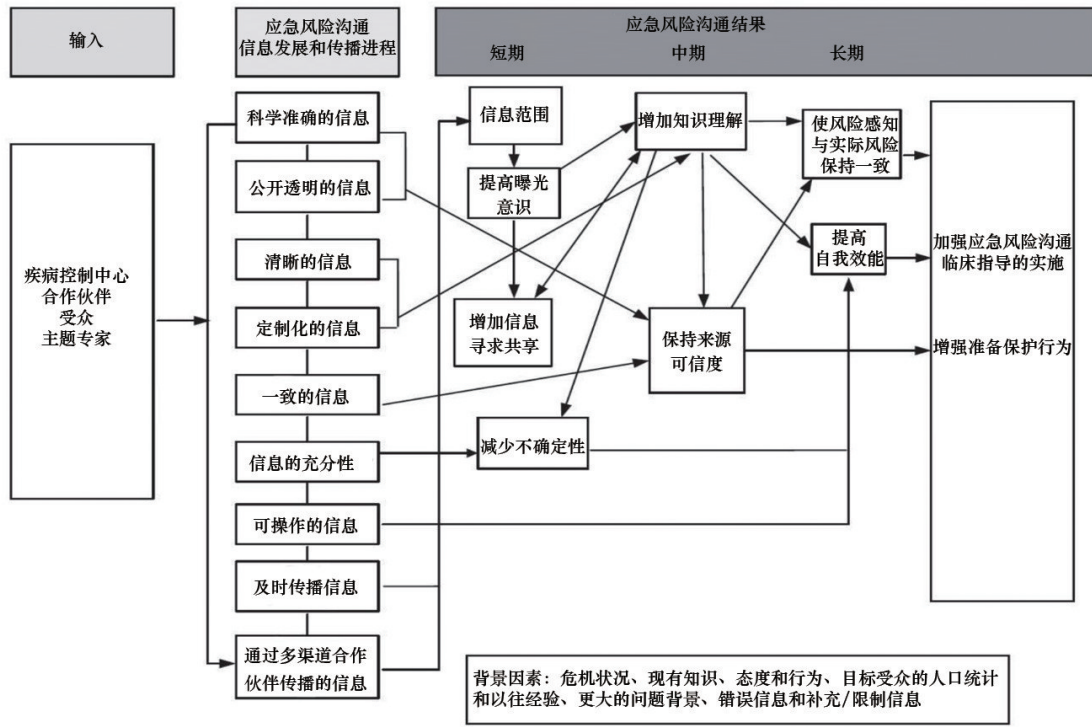 输入
应急风险沟通
信息发展和传播进程
应急风险沟通结果
短期
中期
长期
疾病控制中心
合作伙伴
受众
主题专家
科学准确的信息
公开透明的信息
清晰的信息
定制化的信息
一致的信息
信息的充分性
可操作的信息
及时传播信息
通过多渠道合作
伙伴传播的信息
信息范围
提高曝光
意识
增加信息
寻求共享
减少不确定性
增加知识理解
保持来源
可信度
使风险感知
与实际风险
保持一致
提高
自我效能
加强应急风险沟通
临床指导的实施
增强准备保护行为
背景因素：危机状况、现有知识、态度和行为、目标受众的人口统计
和以往经验、更大的问题背景、错误信息和补充/限制信息